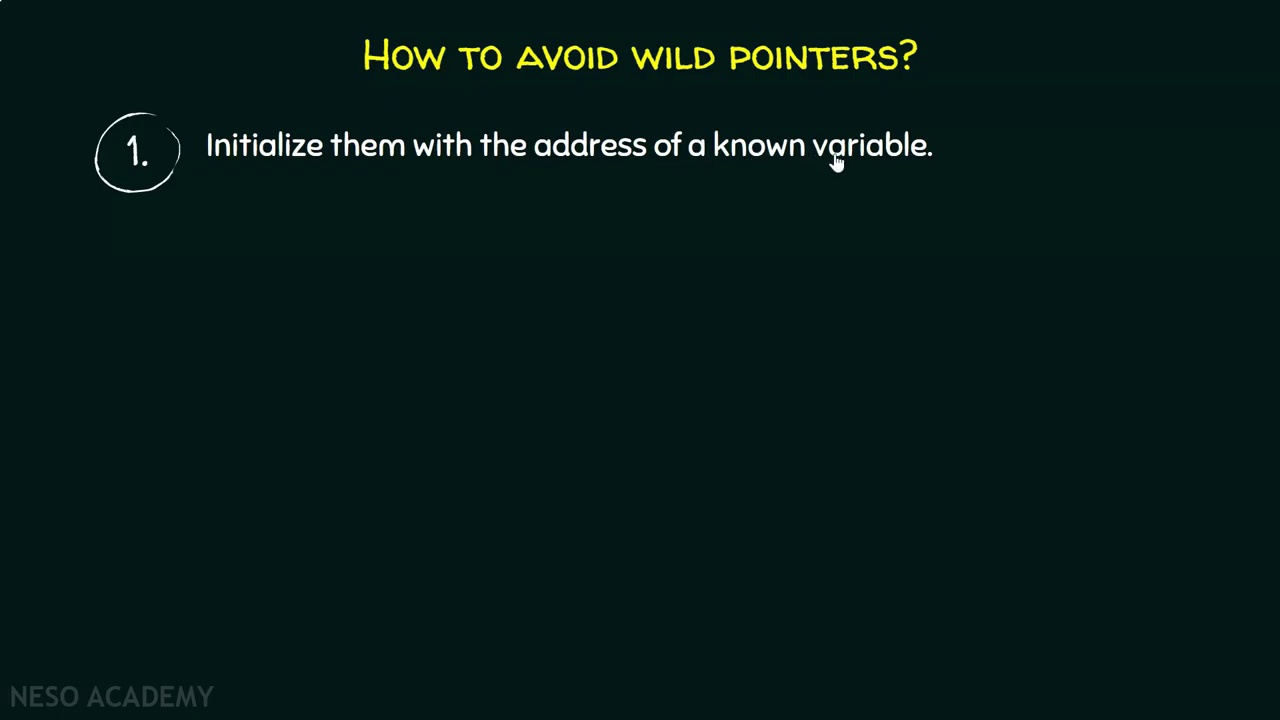 HOW TO AVOID WILD POINTERS?
1. Initialize them with the address of a known variable.
NESO ACADEMY